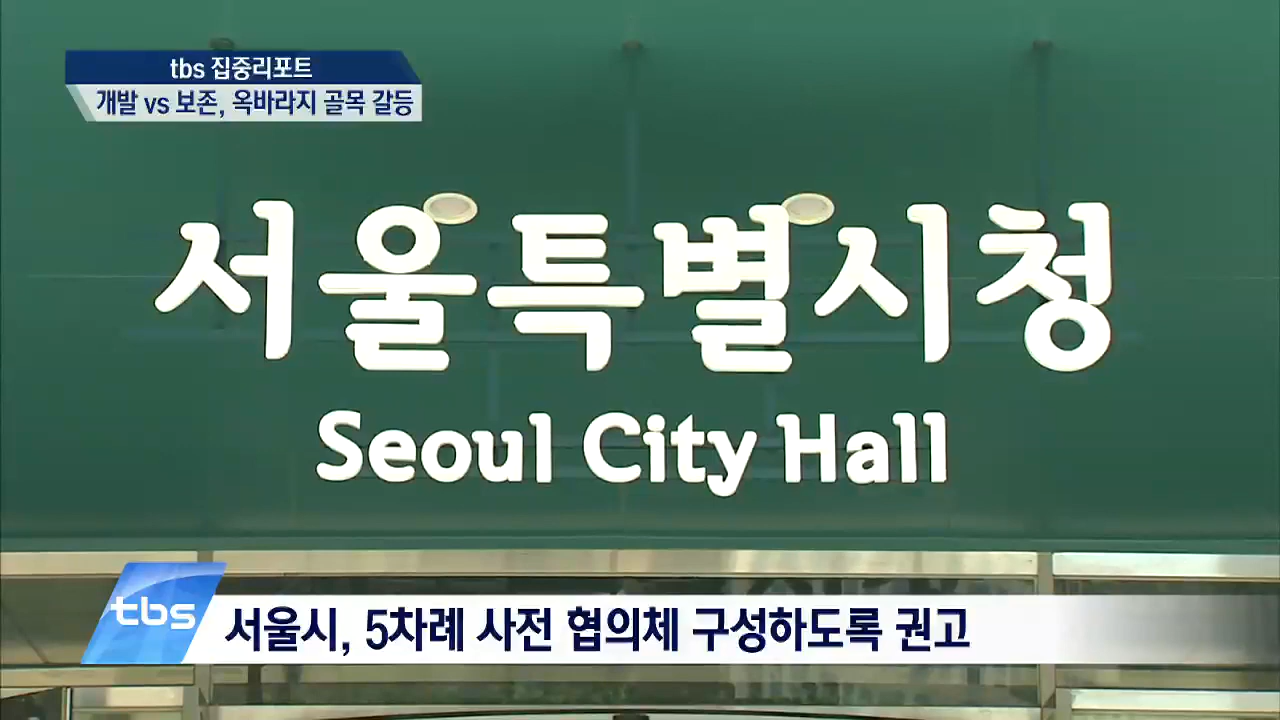 tbs 집중리포트
개발 vs 보존, 옥바라지 골목 갈등
서울특별시청
Seoul City Hall
tbs
서울시, 5차례 사전 협의체 구성하도록 권고